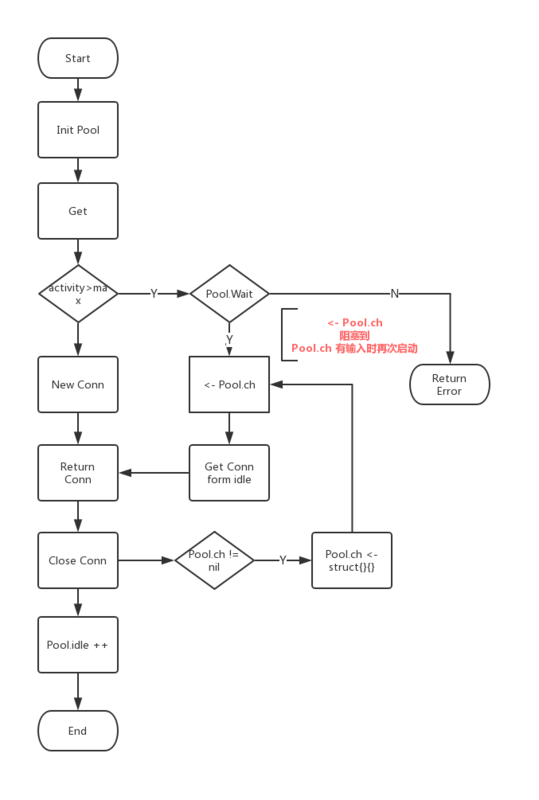 Start
Init Pool
Get
activity>ma
x
Y
Pool.Wait
N
<- Pool.ch
阻塞到
Pool.ch 有输入时再次启动
Y
New Conn
<- Pool.ch
Return
Error
Return
Conn
Get Conn
form idle
Close Conn
Pool.ch !=
nil
Y
Pool.ch <-
struct{}{}
Pool.idle ++
End